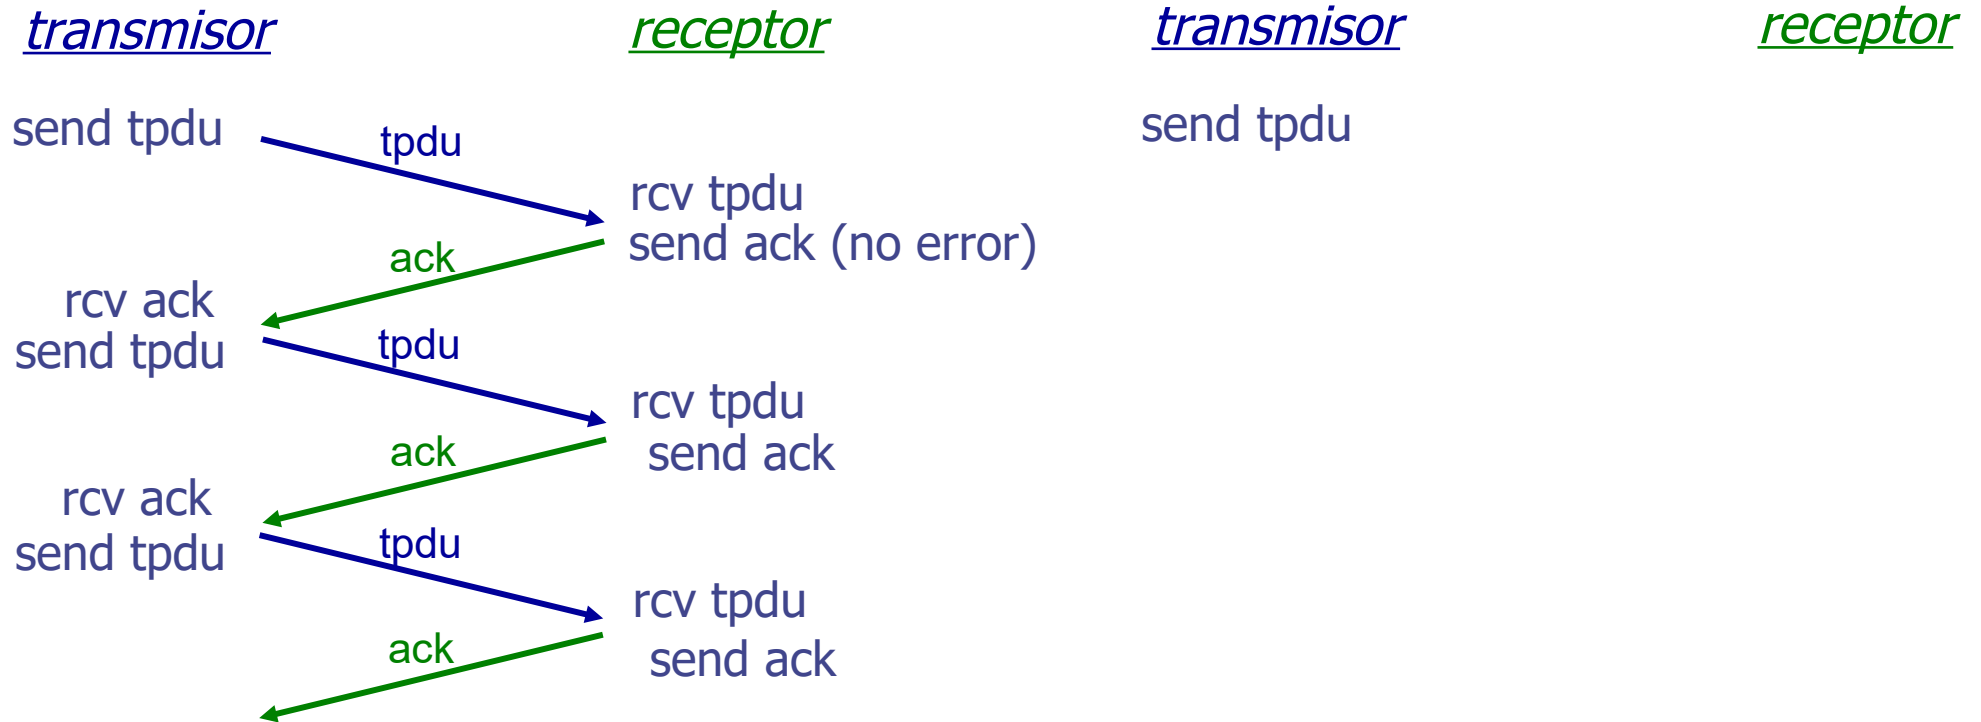 transmisor
receptor
send tpdu
tpdu
rcv tpdu
send ack (no error)
ack
rcv ack
send tpdu
tpdu
rcv tpdu
send ack
ack
rcv ack
send tpdu
tpdu
rcv tpdu
send ack
ack
transmisor
receptor
send tpdu